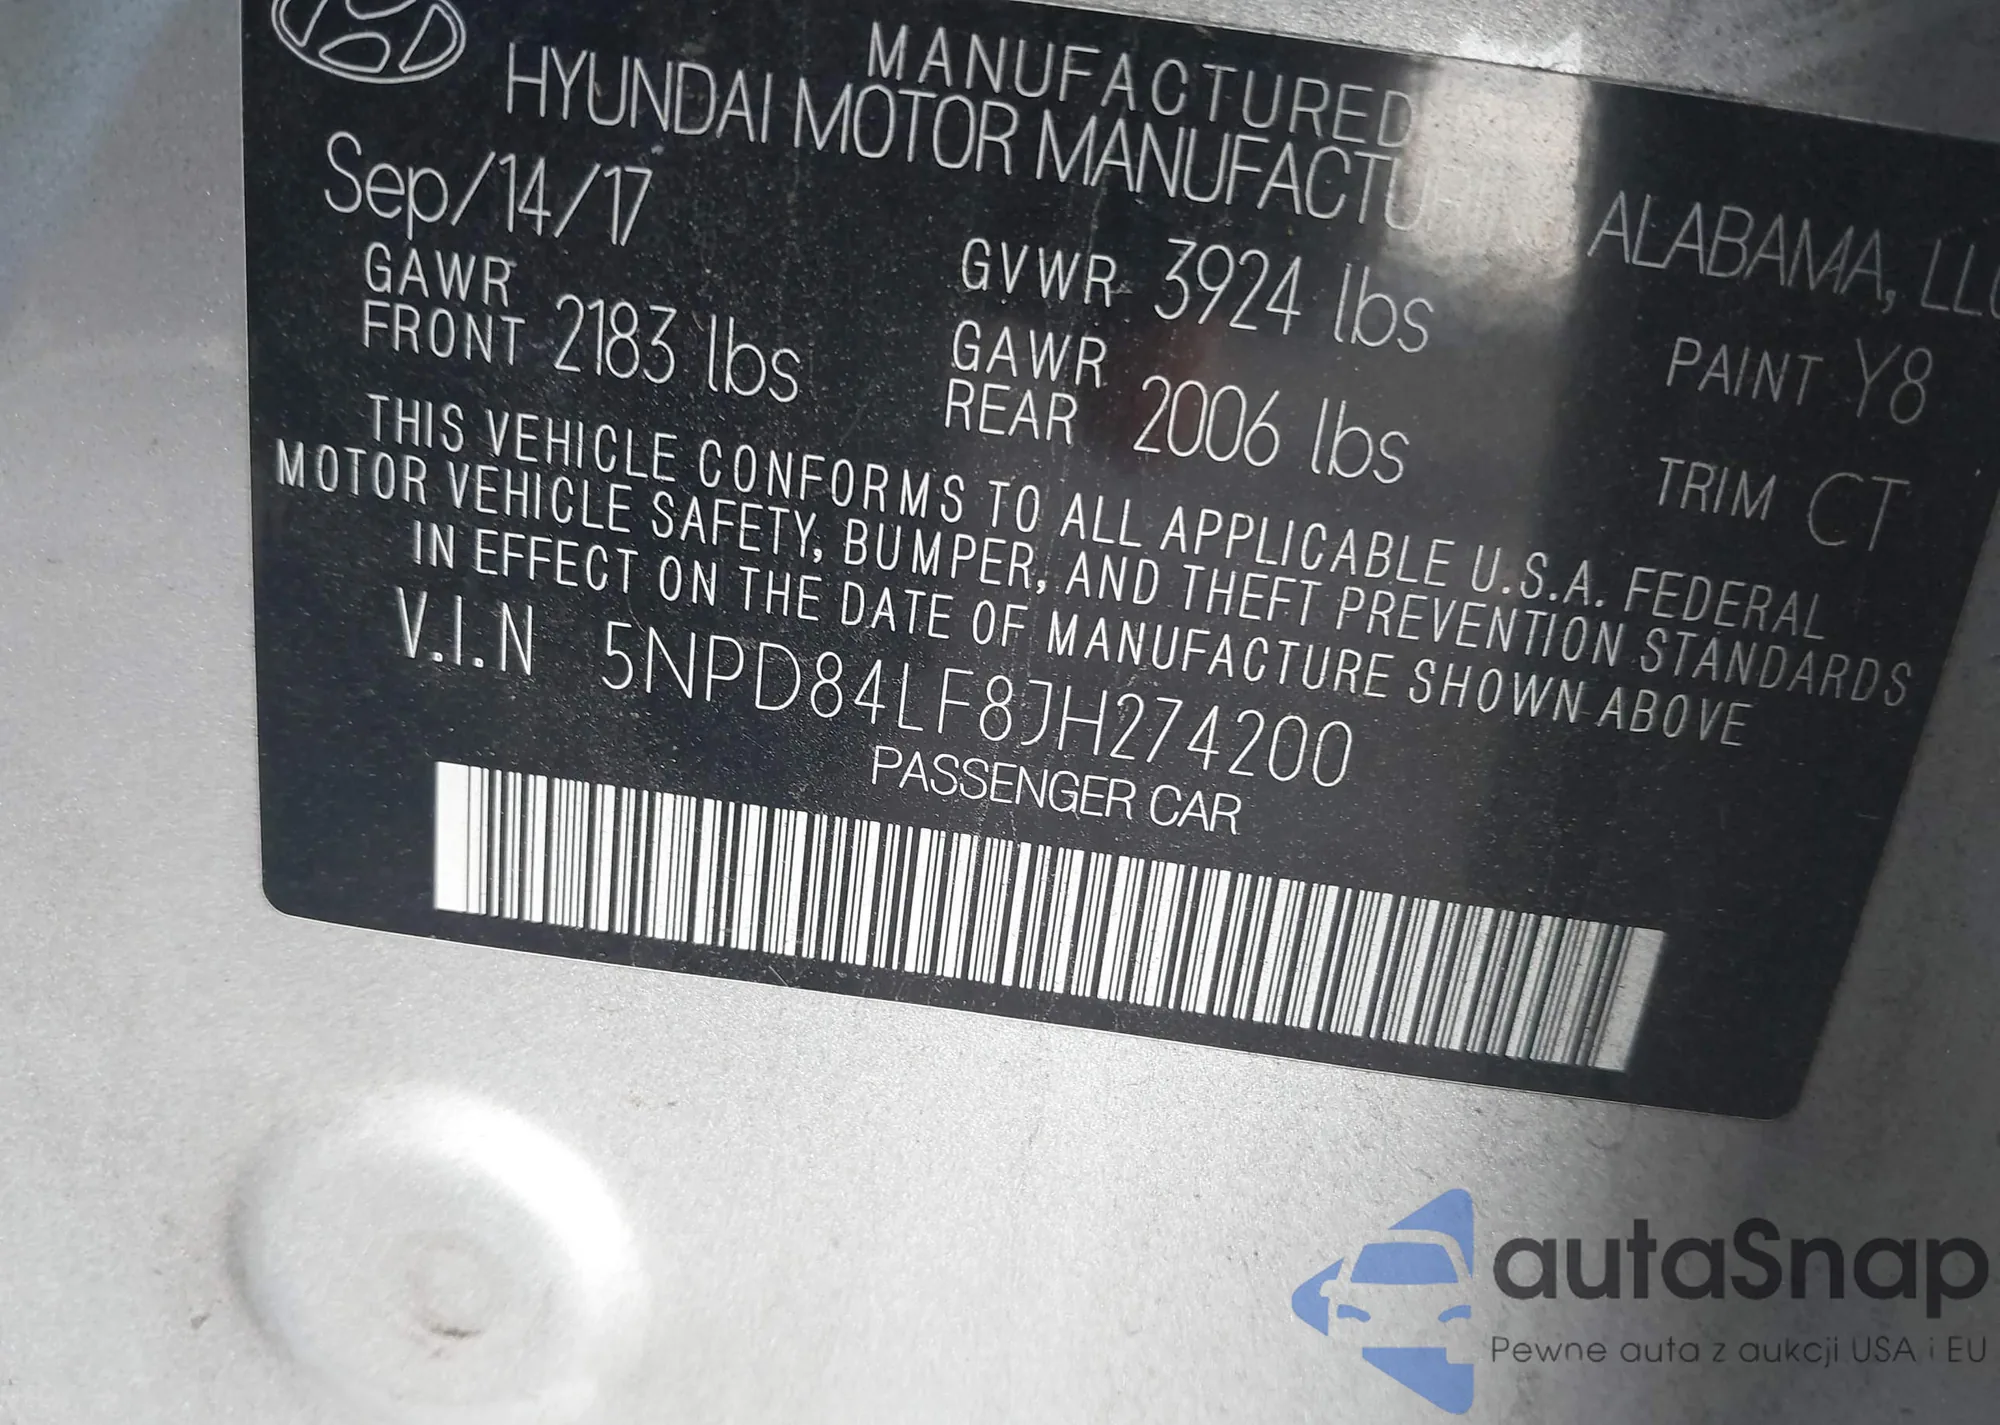 MANUFACTURED
HYUNDAI MOTOR MANUFACTURING ALABAMA, LLC
Sep/14/17
GAWR FRONT 2183 lbs
GVWR 3924 lbs
GAWR REAR 2006 lbs
PAINT Y8
TRIM CT
THIS VEHICLE CONFORMS TO ALL APPLICABLE U.S.A. FEDERAL
MOTOR VEHICLE SAFETY, BUMPER, AND THEFT PREVENTION STANDARDS
IN EFFECT ON THE DATE OF MANUFACTURE SHOWN ABOVE
V.I.N 5NPD84LF8JH274200
PASSENGER CAR
autaSnap
Pewne auta z aukcji USA i EU